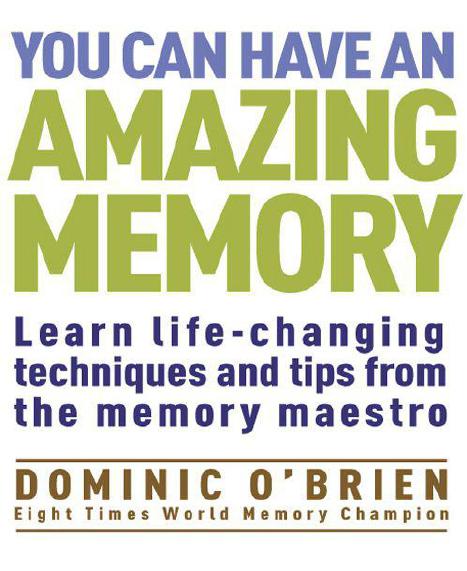 YOU CAN HAVE AN
AMAZING
MEMORY
Learn life-changing
techniques and tips from
the memory maestro
DOMINIC O'BRIEN
Eight Times World Memory Champion